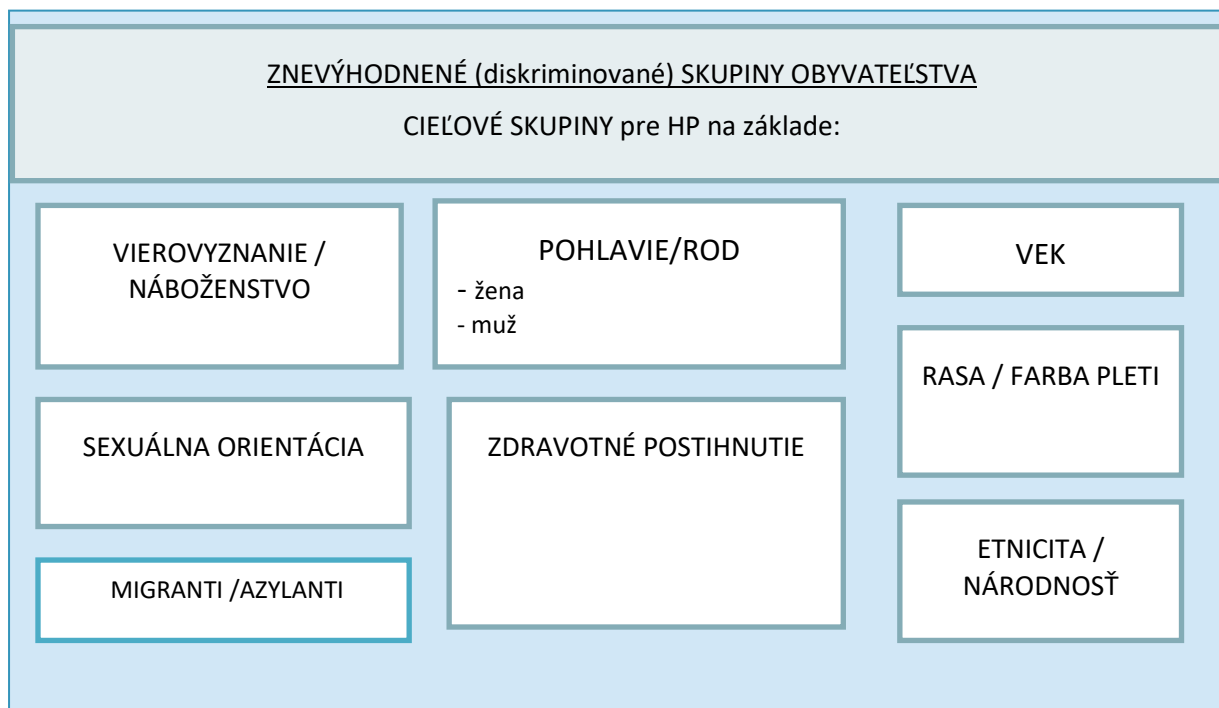 ZNEVÝHODNENÉ (diskriminované) SKUPINY OBYVATEĽSTVA
CIEĽOVÉ SKUPINY pre HP na základe:
VIEROVYZNANIE /
NÁBOŽENSTVO
POHLAVIE/ROD
- žena
- muž
VEK
RASA / FARBA PLETI
SEXUÁLNA ORIENTÁCIA
ZDRAVOTNÉ POSTIHNUTIE
ETNICITA /
NÁRODNOSŤ
MIGRANTI /AZYLANTI